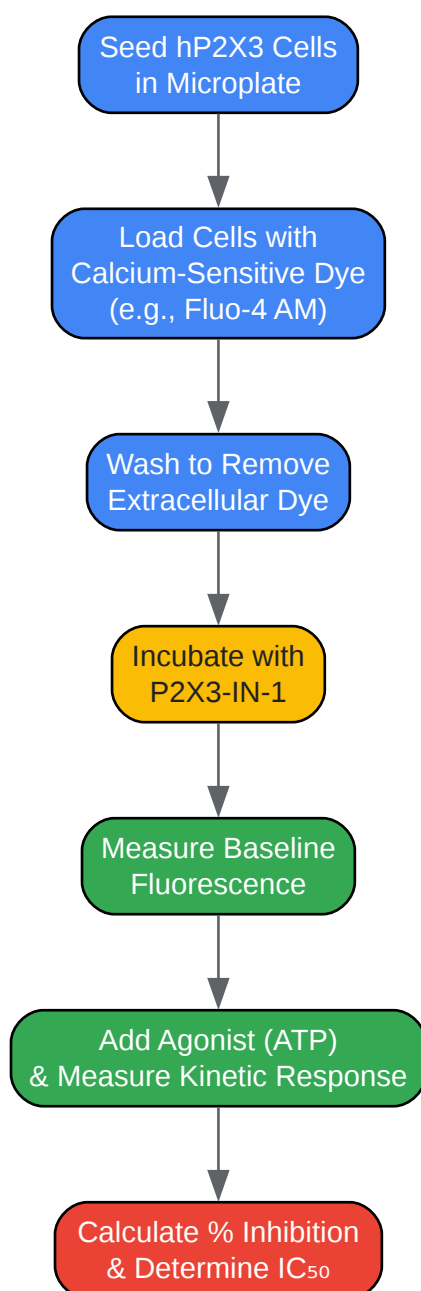 Seed hP2X3 Cells
in Microplate
Load Cells with
Calcium-Sensitive Dye
(e.g., Fluo-4 AM)
Wash to Remove
Extracellular Dye
Incubate with
P2X3-IN-1
Measure Baseline
Fluorescence
Add Agonist (ATP)
& Measure Kinetic Response
Calculate % Inhibition
& Determine IC₅₀